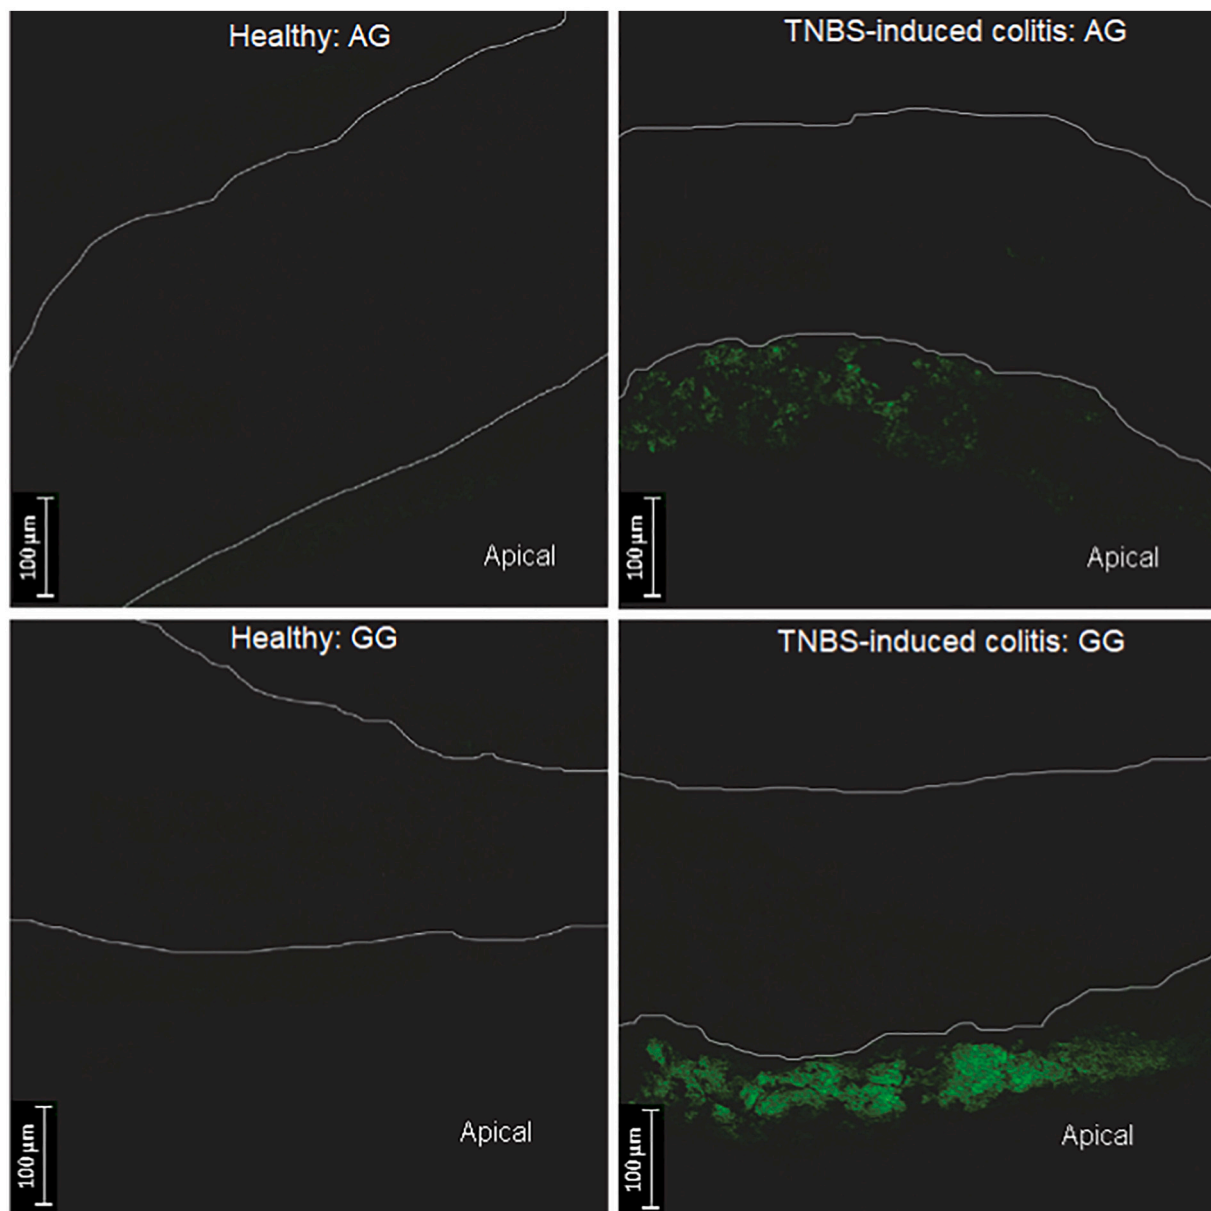 Healthy: AG
TNBS-induced colitis: AG
100 µm
Apical
100 µm
Apical
Healthy: GG
TNBS-induced colitis: GG
100 µm
Apical
100 µm
Apical